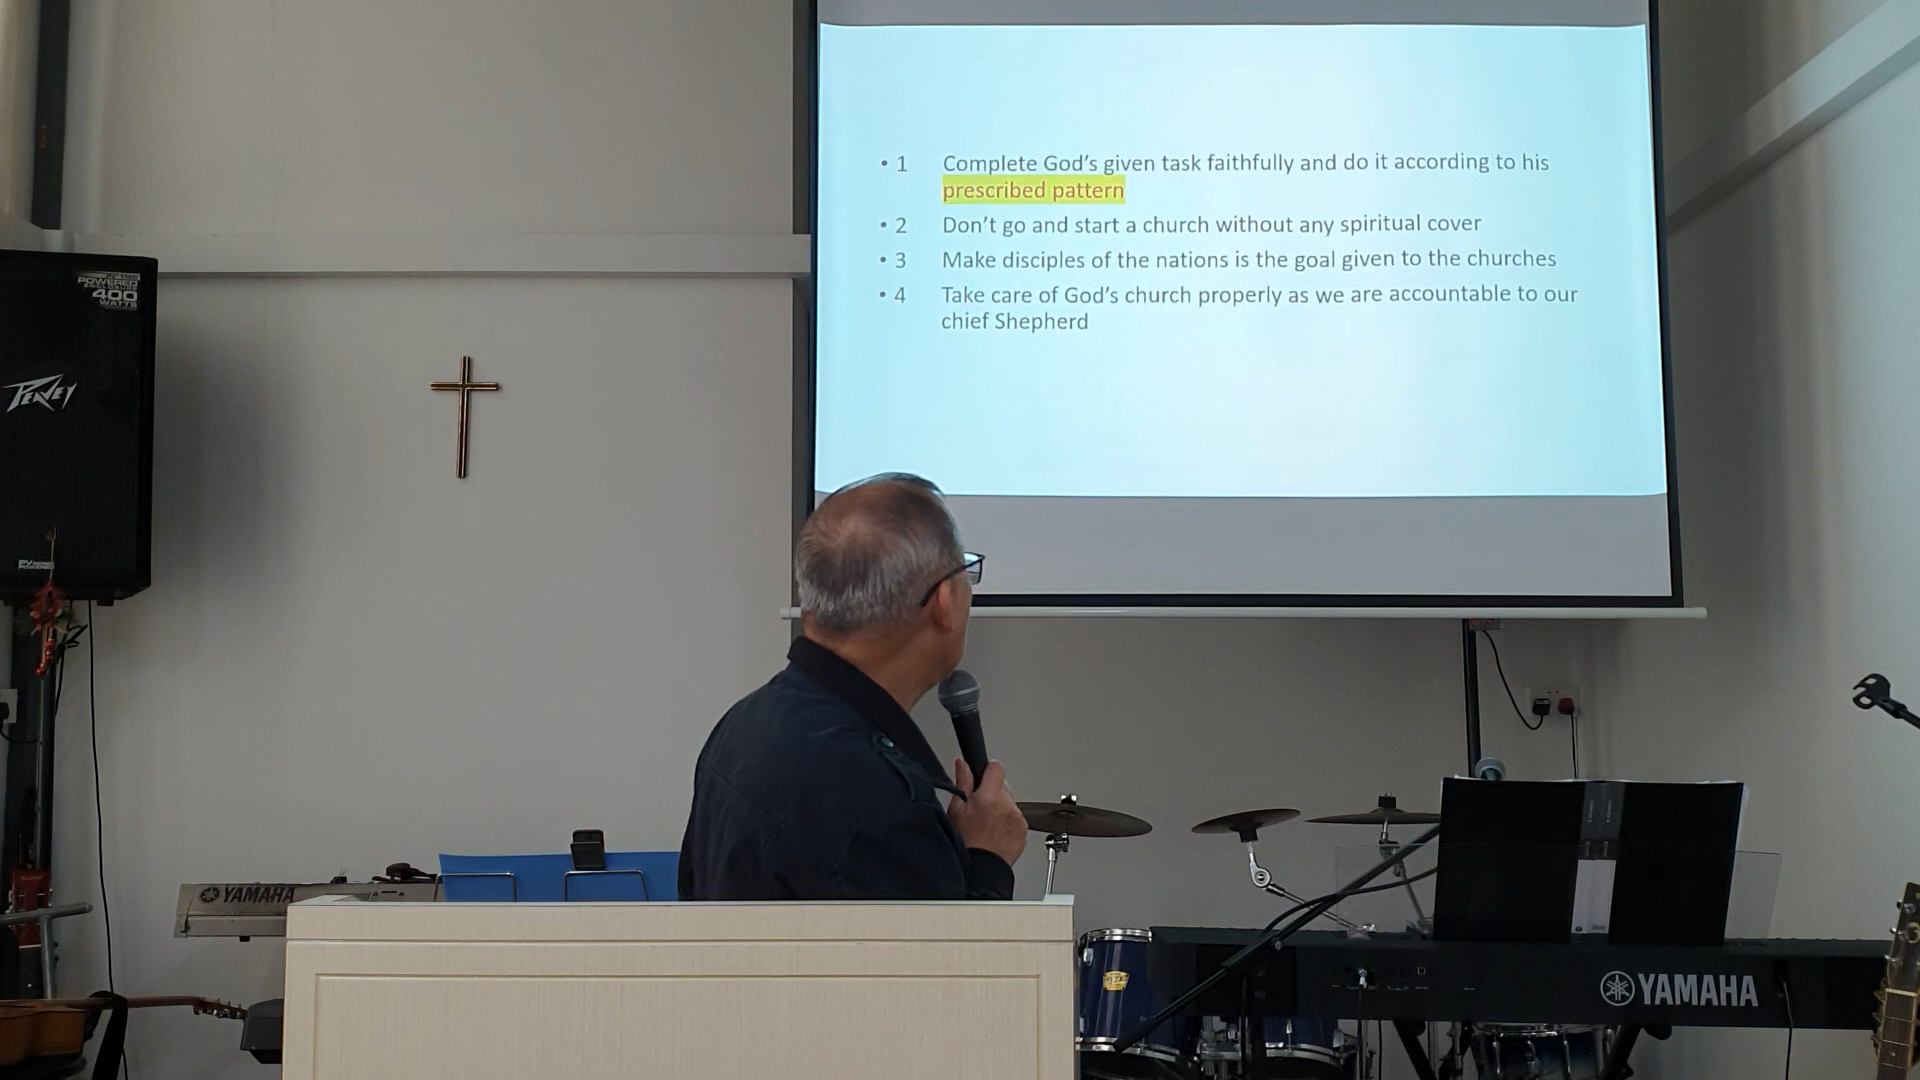 • 1 Complete God's given task faithfully and do it according to his
prescribed pattern
• 2 Don't go and start a church without any spiritual cover
• 3 Make disciples of the nations is the goal given to the churches
• 4 Take care of God's church properly as we are accountable to our
chief Shepherd
POWERED
ENCLOSURE
400
WATTS
PEAVEY
YAMAHA
YAMAHA